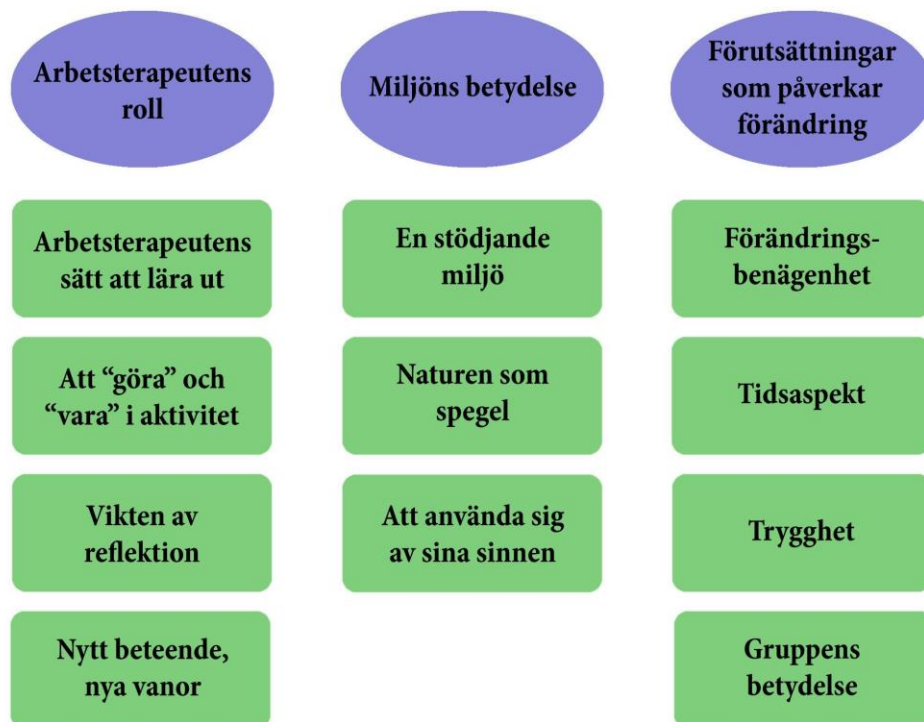 Arbetsterapeutens
roll
Miljöns betydelse
Förutsättningar
som påverkar
förändring
Arbetsterapeutens
sätt att lära ut
En stödjande
miljö
Förändrings-
benägenhet
Att “göra” och
“vara” i aktivitet
Naturen som
spegel
Tidsaspekt
Vikten av
reflektion
Att använda sig
av sina sinnen
Trygghet
Nytt beteende,
nya vanor
Gruppens
betydelse